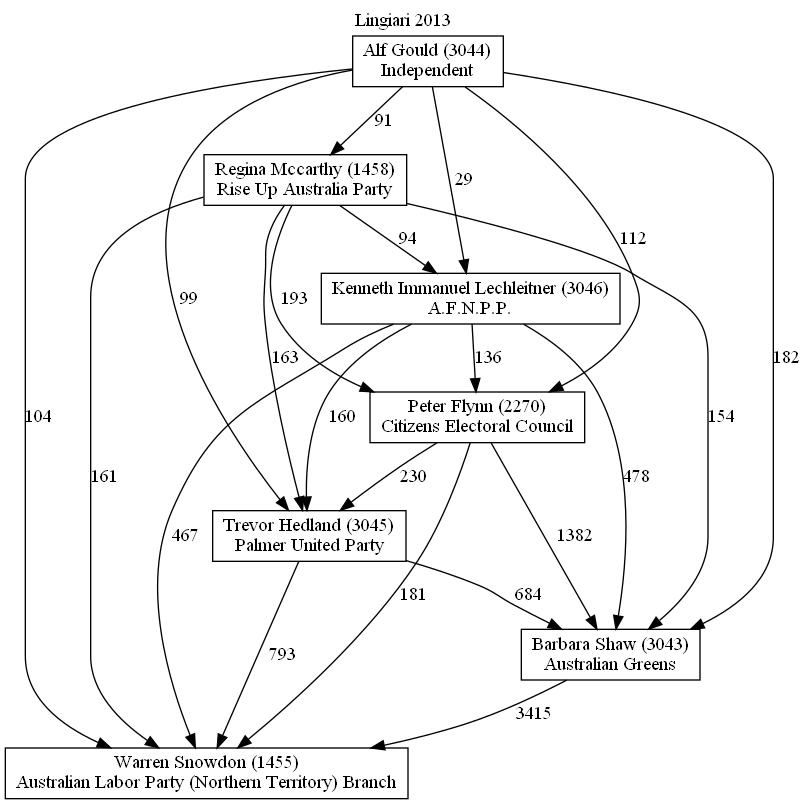 Lingiari 2013
Alf Gould (3044)
Independent
91
29
112
Regina Mccarthy (1458)
Rise Up Australia Party
94
99
193
Kenneth Immanuel Lechleitner (3046)
A.F.N.P.P.
163
136
182
104
160
Peter Flynn (2270)
Citizens Electoral Council
154
161
230
478
Trevor Hedland (3045)
Palmer United Party
467
1382
181
684
793
Barbara Shaw (3043)
Australian Greens
3415
Warren Snowdon (1455)
Australian Labor Party (Northern Territory) Branch